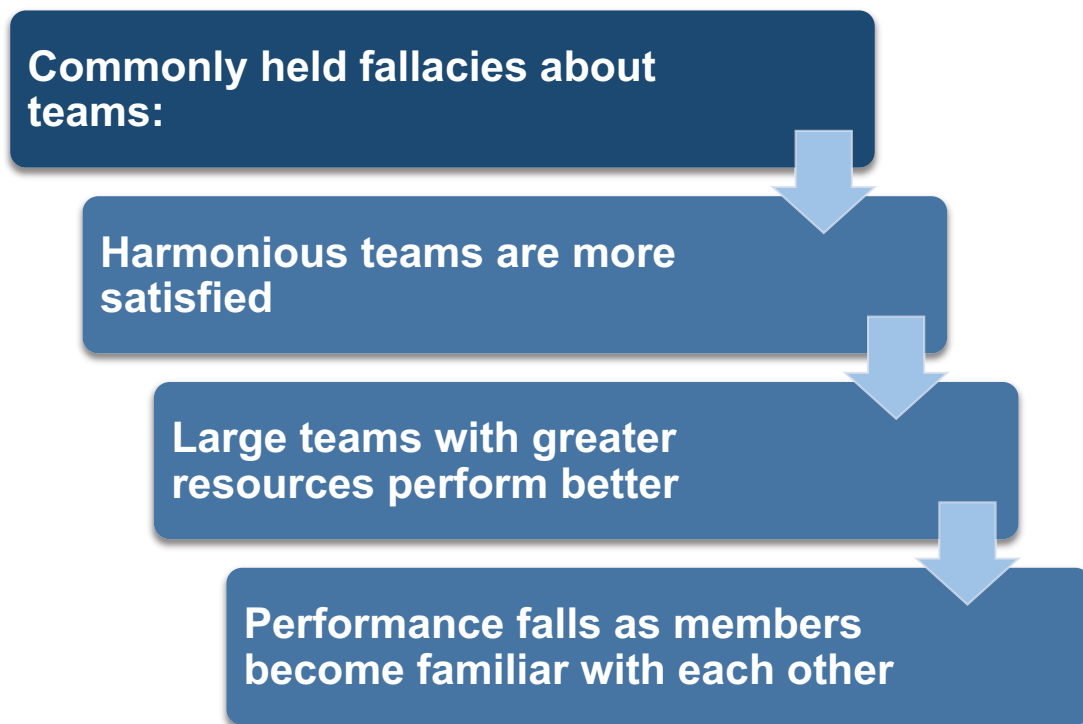 Commonly held fallacies about
teams:
Harmonious teams are more
satisfied
Large teams with greater
resources perform better
Performance falls as members
become familiar with each other